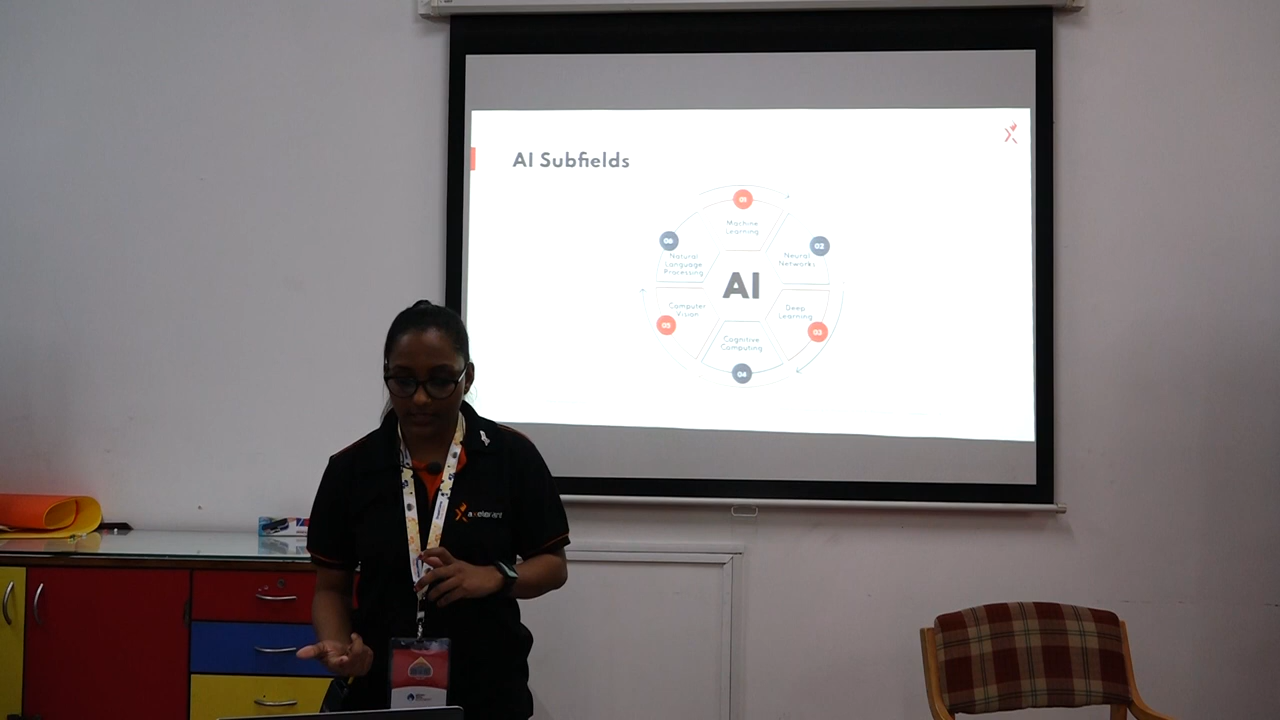 AI Subfields
01
Machine
Learning
02
Neural
Networks
03
Deep
Learning
04
Cognitive
Computing
05
Computer
Vision
06
Natural
Language
Processing
AI
axelerant